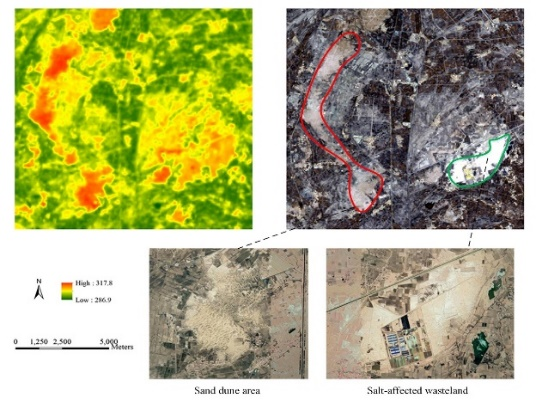 N
High : 317.8
Low : 286.9
0 1,250 2,500 5,000
Meters
Sand dune area
Salt-affected wasteland